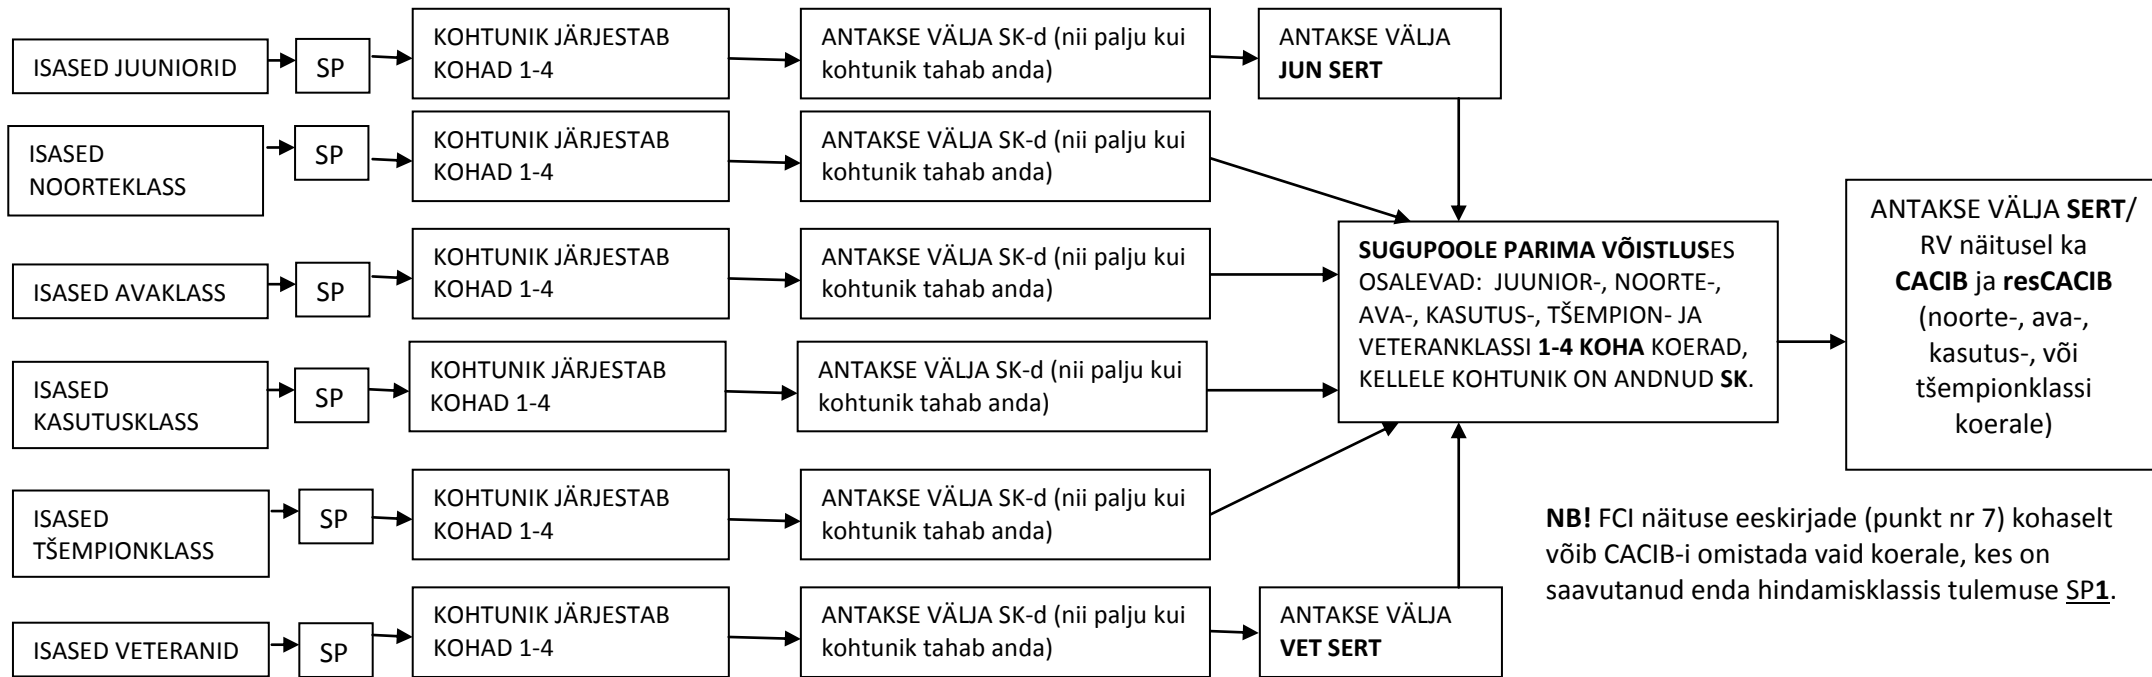 ISASED JUUNIORID
SP
KOHTUNIK JÄRJESTAB
KOHAD 1-4
ANTAKSE VÄLJA SK-d (nii palju kui
kohtunik tahab anda)
ANTAKSE VÄLJA
JUN SERT
ISASED
NOORTEKLASS
SP
KOHTUNIK JÄRJESTAB
KOHAD 1-4
ANTAKSE VÄLJA SK-d (nii palju kui
kohtunik tahab anda)
ISASED AVAKLASS
SP
KOHTUNIK JÄRJESTAB
KOHAD 1-4
ANTAKSE VÄLJA SK-d (nii palju kui
kohtunik tahab anda)
ISASED
KASUTUSKLASS
SP
KOHTUNIK JÄRJESTAB
KOHAD 1-4
ANTAKSE VÄLJA SK-d (nii palju kui
kohtunik tahab anda)
ISASED
TŠEMPIONKLASS
SP
KOHTUNIK JÄRJESTAB
KOHAD 1-4
ANTAKSE VÄLJA SK-d (nii palju kui
kohtunik tahab anda)
ISASED VETERANID
SP
KOHTUNIK JÄRJESTAB
KOHAD 1-4
ANTAKSE VÄLJA SK-d (nii palju kui
kohtunik tahab anda)
ANTAKSE VÄLJA
VET SERT
SUGUPOOLE PARIMA VÕISTLUSES
OSALEVAD: JUUNIOR-, NOORTE-,
AVA-, KASUTUS-, TŠEMPION- JA
VETERANKLASSI 1-4 KOHA KOERAD,
KELLELE KOHTUNIK ON ANDNUD SK.
ANTAKSE VÄLJA SERT/
RV näitusel ka
CACIB ja resCACIB
(noorte-, ava-,
kasutus-, või
tšempionklassi
koerale)
NB! FCI näituse eeskirjade (punkt nr 7) kohaselt
võib CACIB-i omistada vaid koerale, kes on
saavutanud enda hindamisklassis tulemuse SP1.